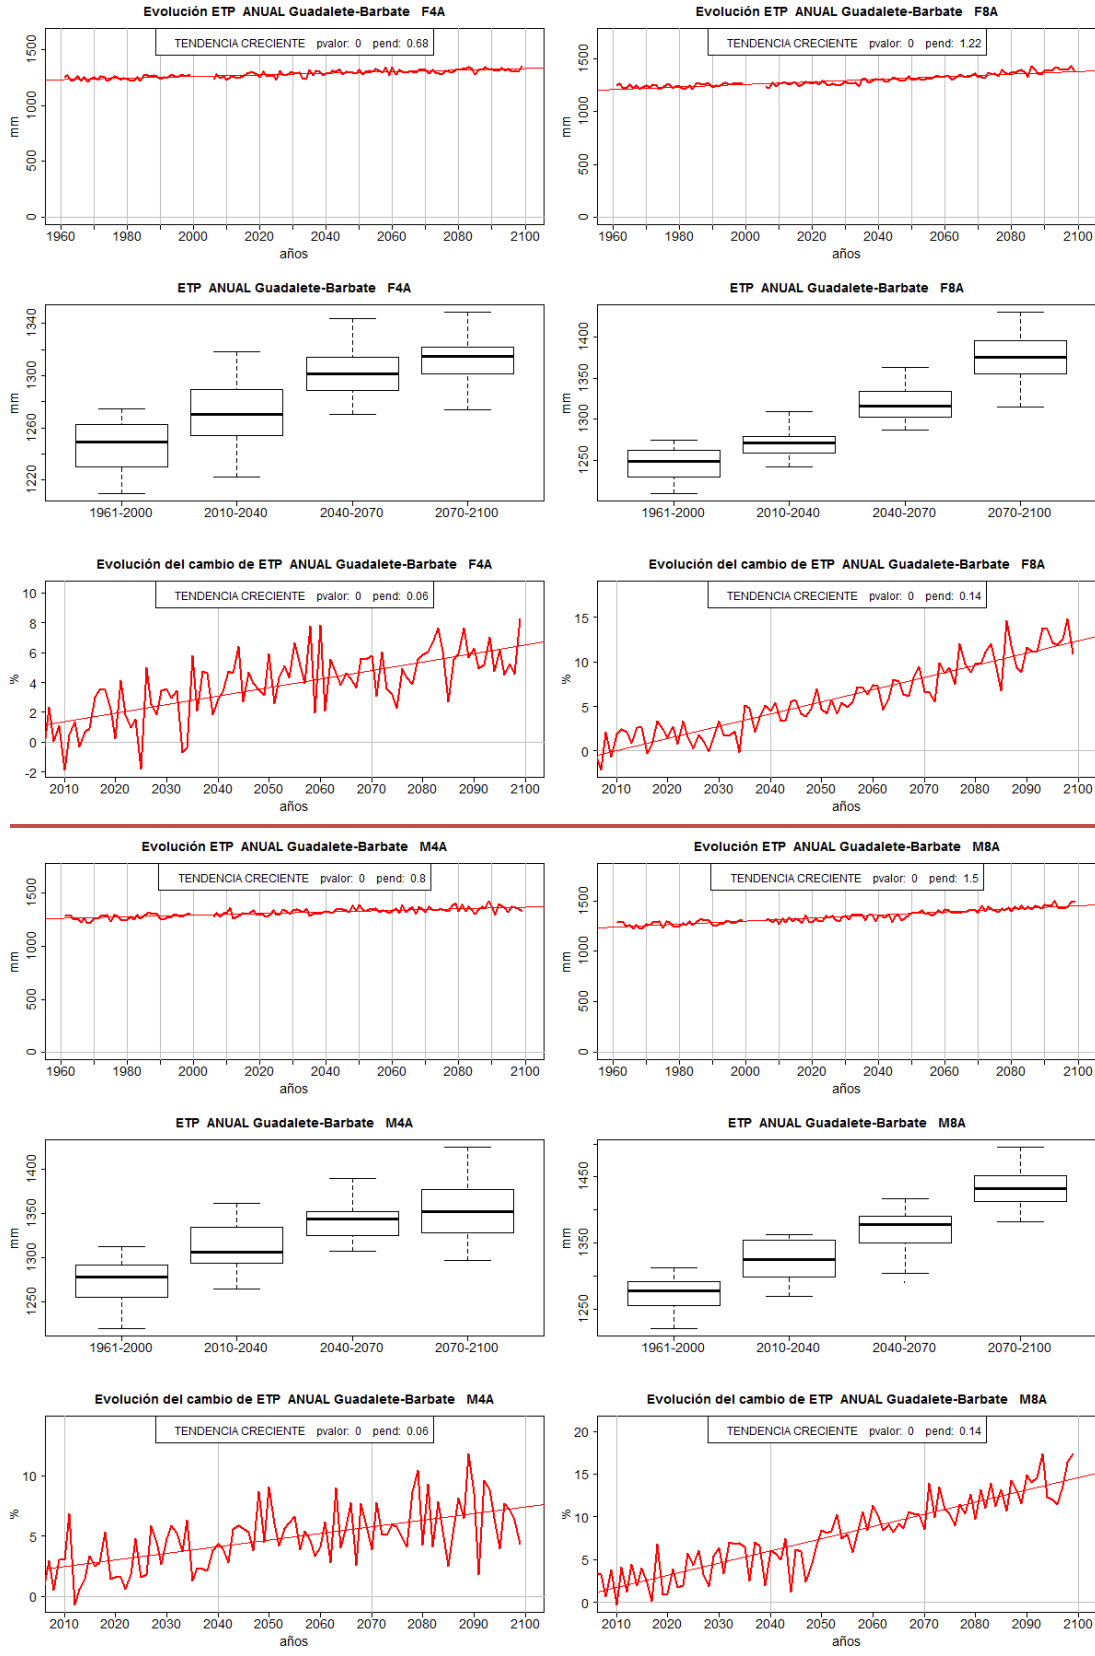 Evolución ETP ANUAL Guadalete-Barbate F4A
TENDENCIA CRECIENTE pvalor: 0 pend: 0.68
mm
0 500 1000 1500
1960 1980 2000 2020 2040 2060 2080 2100
años
Evolución ETP ANUAL Guadalete-Barbate F8A
TENDENCIA CRECIENTE pvalor: 0 pend: 1.22
mm
0 500 1000 1500
1960 1980 2000 2020 2040 2060 2080 2100
años
ETP ANUAL Guadalete-Barbate F4A
mm
1220 1260 1300 1340
1961-2000 2010-2040 2040-2070 2070-2100
ETP ANUAL Guadalete-Barbate F8A
mm
1250 1300 1350 1400
1961-2000 2010-2040 2040-2070 2070-2100
Evolución del cambio de ETP ANUAL Guadalete-Barbate F4A
TENDENCIA CRECIENTE pvalor: 0 pend: 0.06
%
10
8
6
4
2
0
-2
2010 2020 2030 2040 2050 2060 2070 2080 2090 2100
años
Evolución del cambio de ETP ANUAL Guadalete-Barbate F8A
TENDENCIA CRECIENTE pvalor: 0 pend: 0.14
%
15
10
5
0
2010 2020 2030 2040 2050 2060 2070 2080 2090 2100
años
Evolución ETP ANUAL Guadalete-Barbate M4A
TENDENCIA CRECIENTE pvalor: 0 pend: 0.8
mm
0 500 1000 1500
1960 1980 2000 2020 2040 2060 2080 2100
años
Evolución ETP ANUAL Guadalete-Barbate M8A
TENDENCIA CRECIENTE pvalor: 0 pend: 1.5
mm
0 500 1000 1500
1960 1980 2000 2020 2040 2060 2080 2100
años
ETP ANUAL Guadalete-Barbate M4A
mm
1250 1300 1350 1400
1961-2000 2010-2040 2040-2070 2070-2100
ETP ANUAL Guadalete-Barbate M8A
mm
1250 1350 1450
1961-2000 2010-2040 2040-2070 2070-2100
Evolución del cambio de ETP ANUAL Guadalete-Barbate M4A
TENDENCIA CRECIENTE pvalor: 0 pend: 0.06
%
10
5
0
2010 2020 2030 2040 2050 2060 2070 2080 2090 2100
años
Evolución del cambio de ETP ANUAL Guadalete-Barbate M8A
TENDENCIA CRECIENTE pvalor: 0 pend: 0.14
%
20
15
10
5
0
2010 2020 2030 2040 2050 2060 2070 2080 2090 2100
años